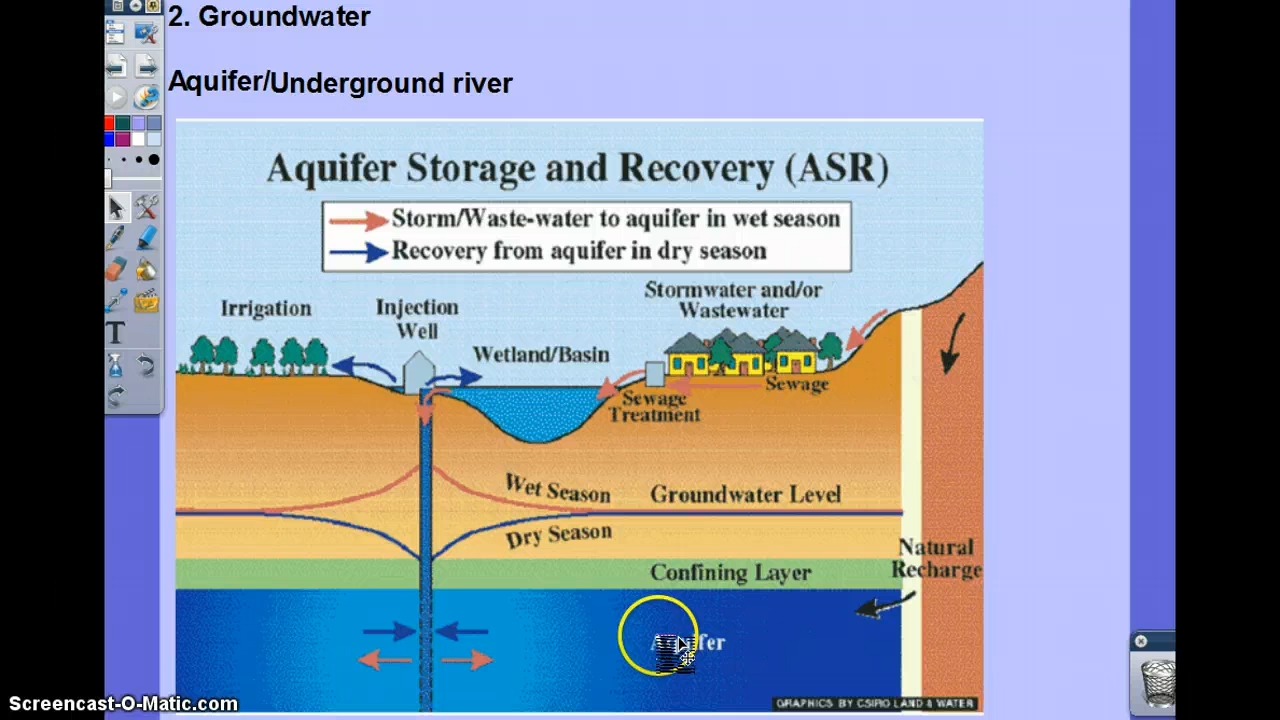 2. Groundwater
Aquifer/Underground river
Aquifer Storage and Recovery (ASR)
Storm/Waste-water to aquifer in wet season
Recovery from aquifer in dry season
Stormwater and/or
Wastewater
Irrigation
Injection
Well
Wetland/Basin
Sewage
Sewage
Treatment
Wet Season
Groundwater Level
Dry Season
Natural
Recharge
Confining Layer
Aquifer
GRAPHICS BY CSIRO LAND & WATER
Screencast-O-Matic.com